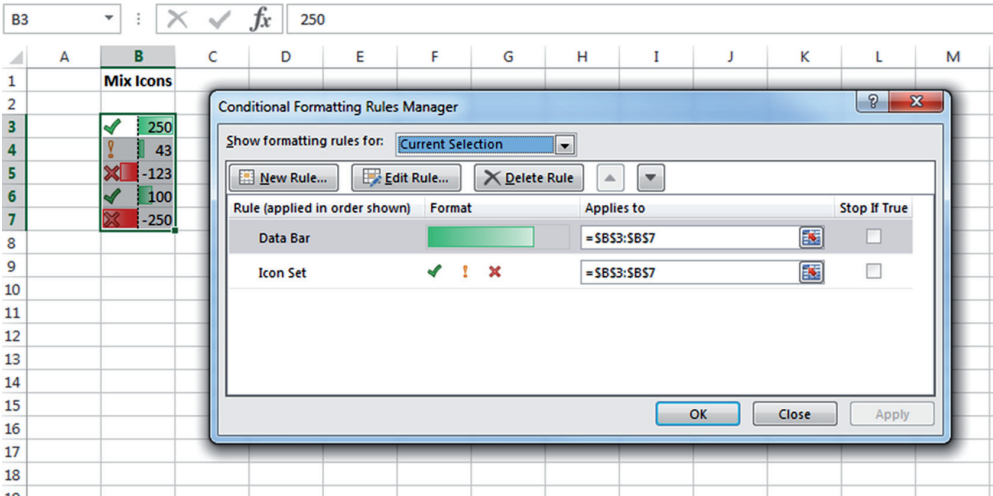 B3 fx 250
A B C D E F G H I J K L M
1 Mix Icons
2
3 250
4 43
5 -123
6 100
7 -250
8
9
10
11
12
13
14
15
16
17
18
Conditional Formatting Rules Manager
Show formatting rules for: Current Selection
New Rule... Edit Rule... Delete Rule
Rule (applied in order shown) Format Applies to Stop If True
Data Bar =$B$3:$B$7
Icon Set =$B$3:$B$7
OK Close Apply